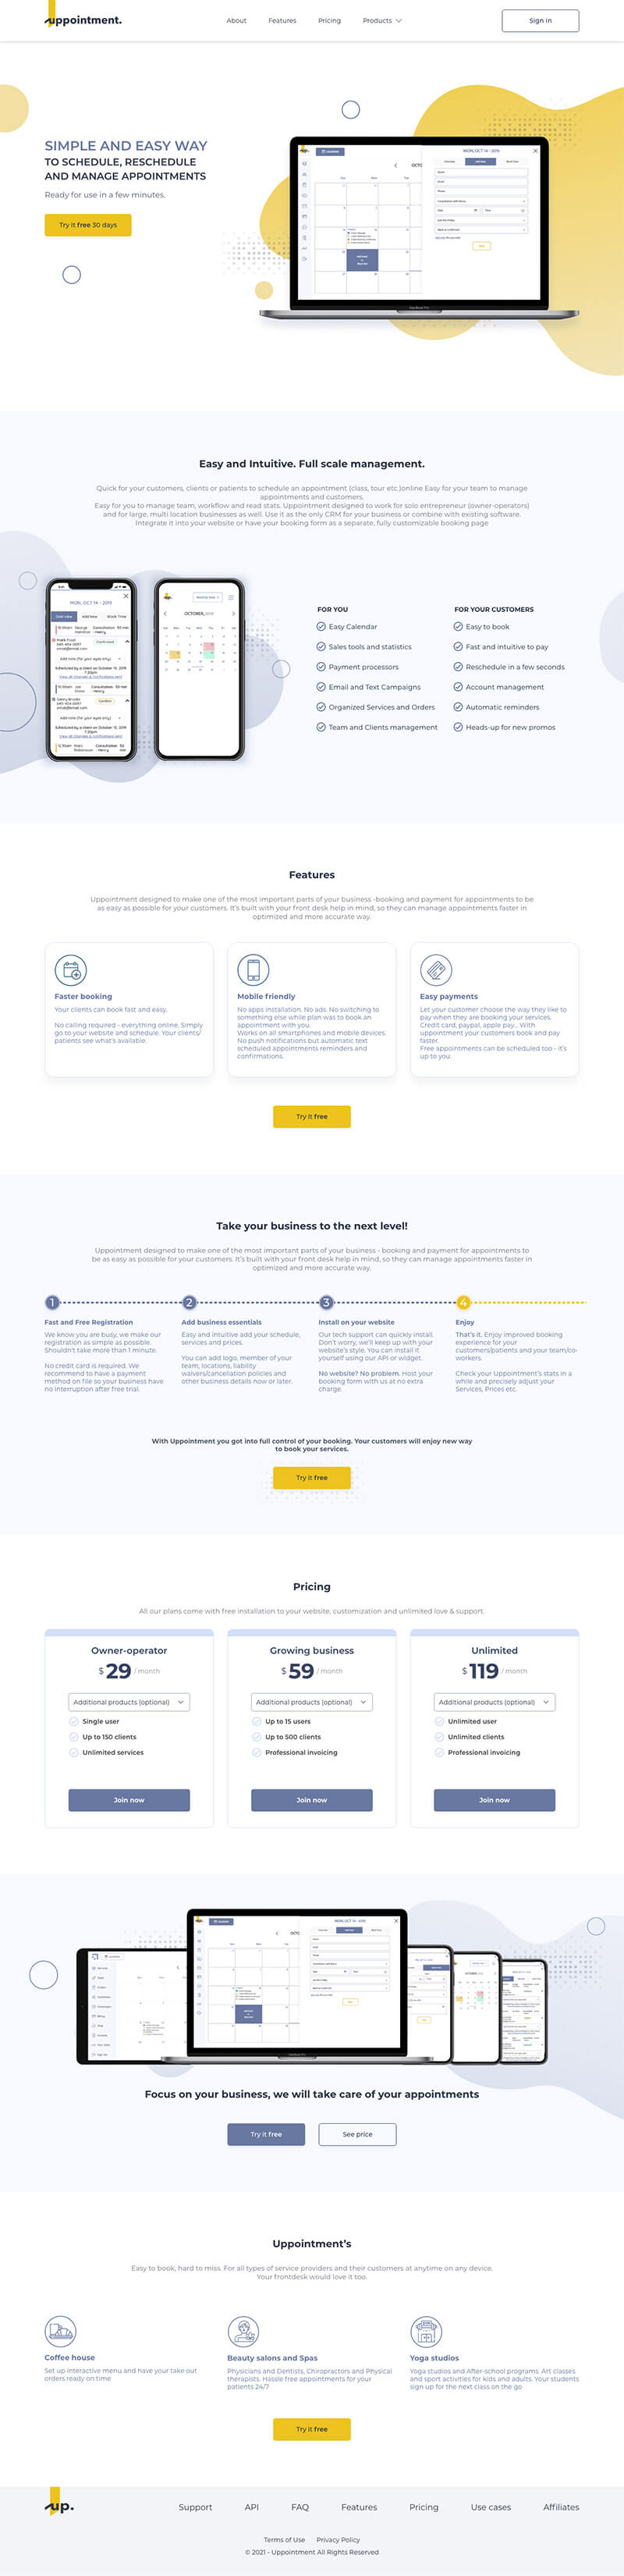 uppointment.
About
Features
Pricing
Products
Sign In
SIMPLE AND EASY WAY
TO SCHEDULE, RESCHEDULE
AND MANAGE APPOINTMENTS
Ready for use in a few minutes.
Try it free 30 days
MON, OCT 14 - 2019
Easy and Intuitive. Full scale management.
Quick for your customers, clients or patients to schedule an appointment (class, tour etc.)online Easy for your team to manage
appointments and customers.
Easy for you to manage team, workflow and read stats. Uppointment designed to work for solo entrepreneur (owner-operators)
and for large, multi location businesses as well. Use it as the only CRM for your business or combine with existing software.
Integrate it into your website or have your booking form as a separate, fully customizable booking page
MON, OCT 14 - 2019
Add new
Block Time
OCTOBER, 2019
FOR YOU
Easy Calendar
Sales tools and statistics
Payment processors
Email and Text Campaigns
Organized Services and Orders
Team and Clients management
FOR YOUR CUSTOMERS
Easy to book
Fast and intuitive to pay
Reschedule in a few seconds
Account management
Automatic reminders
Heads-up for new promos
Features
Uppointment designed to make one of the most important parts of your business -booking and payment for appointments to be
as easy as possible for your customers. It's built with your front desk help in mind, so they can manage appointments faster in
optimized and more accurate way.
Faster booking
Your clients can book fast and easy.
No calling required - everything online. Simply
go to your website and schedule. Your clients/
patients see what's available.
Mobile friendly
No apps installation. No ads. No switching to
something else while plan was to book an
appointment with you.
Works on all smartphones and mobile devices.
No push notifications but automatic text
scheduled appointments reminders and
confirmations.
Easy payments
Let your customer choose the way they like to
pay when they are booking your services.
Credit card, paypal, apple pay... With
uppointment your customers book and pay
faster.
Free appointments can be scheduled too - it's
up to you.
Try it free
Take your business to the next level!
Uppointment designed to make one of the most important parts of your business - booking and payment for appointments to
be as easy as possible for your customers. It's built with your front desk help in mind, so they can manage appointments faster in
optimized and more accurate way.
1
Fast and Free Registration
We know you are busy, we make our
registration as simple as possible.
Shouldn't take more than 1 minute.
No credit card is required. We
recommend to have a payment
method on file so your business have
no interruption after free trial.
2
Add business essentials
Easy and intuitive add your schedule,
services and prices.
You can add logo, member of your
team, locations, liability
waivers/cancellation policies and
other business details now or later.
3
Install on your website
Our tech support can quickly install.
Don't worry, we'll keep up with your
website's style. You can install it
yourself using our API or widget.
No website? No problem. Host your
booking form with us at no extra
charge.
4
Enjoy
That's it. Enjoy improved booking
experience for your
customers/patients and your team/co-
workers.
Check your Uppointment's stats in a
while and precisely adjust your
Services, Prices etc.
With Uppointment you got into full control of your booking. Your customers will enjoy new way
to book your services.
Try it free
Pricing
All our plans come with free installation to your website, customization and unlimited love & support.
Owner-operator
$ 29 / month
Additional products (optional)
Single user
Up to 150 clients
Unlimited services
Join now
Growing business
$ 59 / month
Additional products (optional)
Up to 15 users
Up to 500 clients
Professional invoicing
Join now
Unlimited
$ 119 / month
Additional products (optional)
Unlimited user
Unlimited clients
Professional invoicing
Join now
MON, OCT 14 - 2019
Focus on your business, we will take care of your appointments
Try it free
See price
Uppointment's
Easy to book, hard to miss. For all types of service providers and their customers at anytime on any device.
Your frontdesk would love it too.
Coffee house
Set up interactive menu and have your take out
orders ready on time
Beauty salons and Spas
Physicians and Dentists, Chiropractors and Physical
therapists. Hassle free appointments for your
patients 24/7
Yoga studios
Yoga studios and After-school programs. Art classes
and sport activities for kids and adults. Your students
sign up for the next class on the go
Try it free
up.
Support
API
FAQ
Features
Pricing
Use cases
Affiliates
Terms of Use
Privacy Policy
© 2021 - Uppointment All Rights Reserved